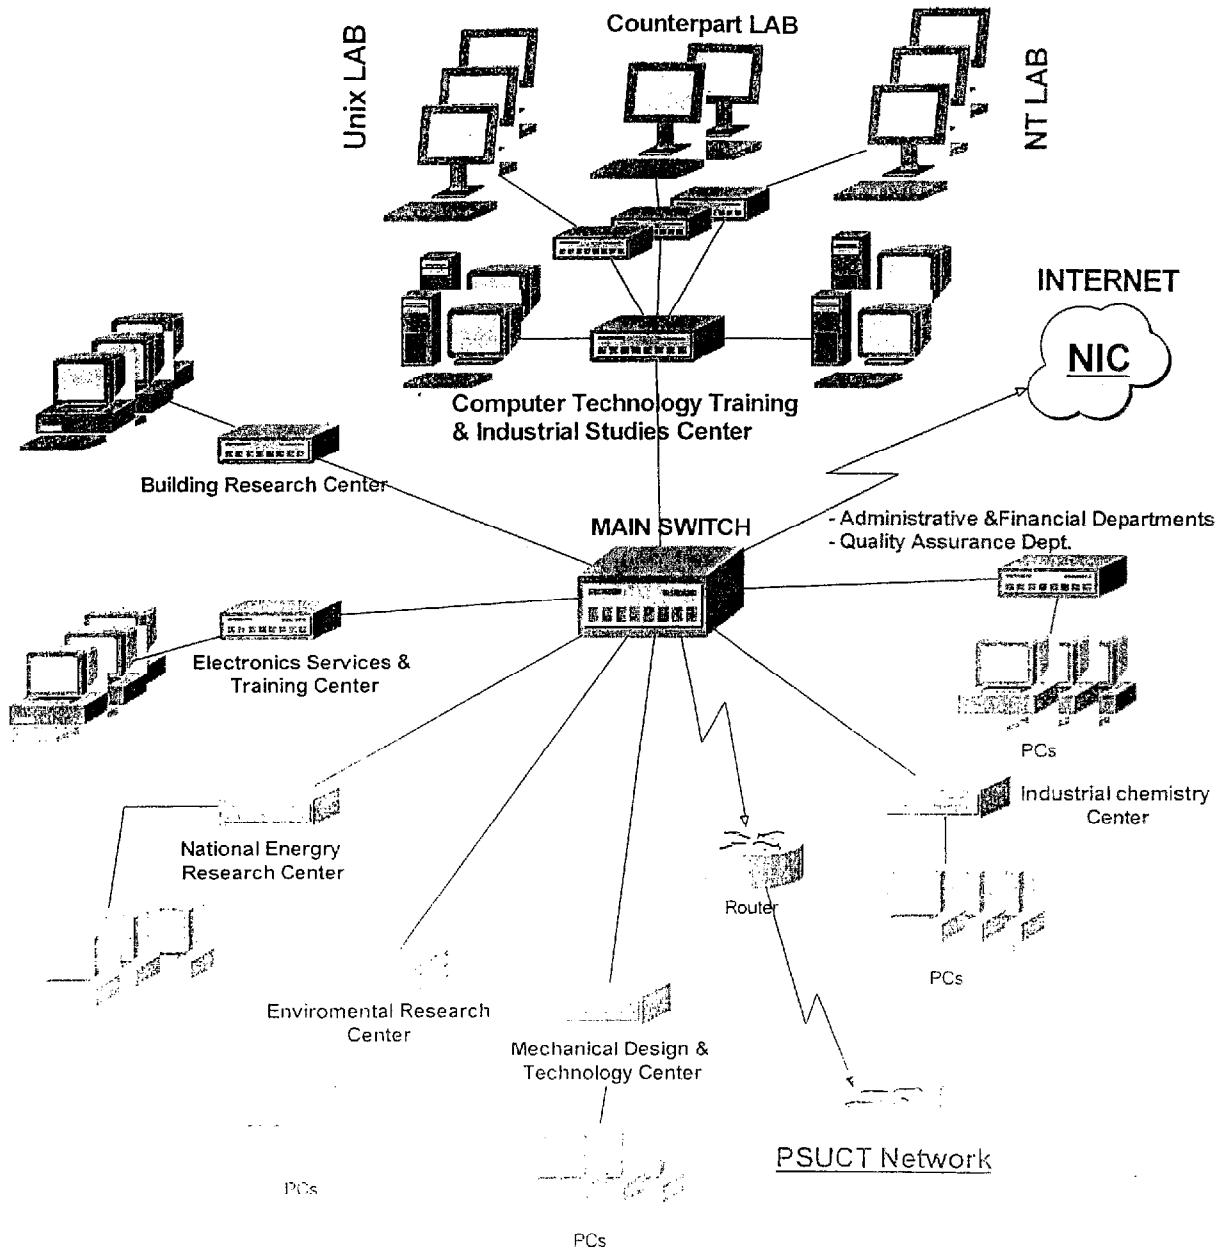 Counterpart LAB
Unix LAB
NT LAB
INTERNET
NIC
Computer Technology Training
& Industrial Studies Center
Building Research Center
MAIN SWITCH
- Administrative &Financial Departments
- Quality Assurance Dept.
Electronics Services &
Training Center
PCs
Industrial chemistry
Center
National Energry
Research Center
Router
PCs
Enviromental Research
Center
Mechanical Design &
Technology Center
PSUCT Network
PCs
PCs